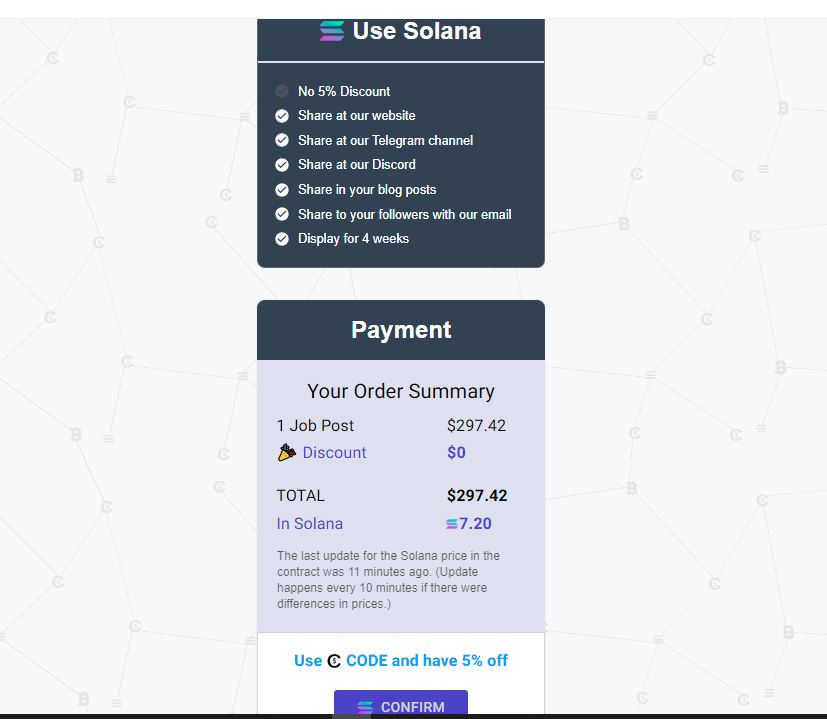 Use Solana
No 5% Discount
Share at our website
Share at our Telegram channel
Share at our Discord
Share in your blog posts
Share to your followers with our email
Display for 4 weeks
Payment
Your Order Summary
1 Job Post $297.42
Discount $0
TOTAL $297.42
In Solana 7.20
The last update for the Solana price in the
contract was 11 minutes ago. (Update
happens every 10 minutes if there were
differences in prices.)
Use CODE and have 5% off
CONFIRM